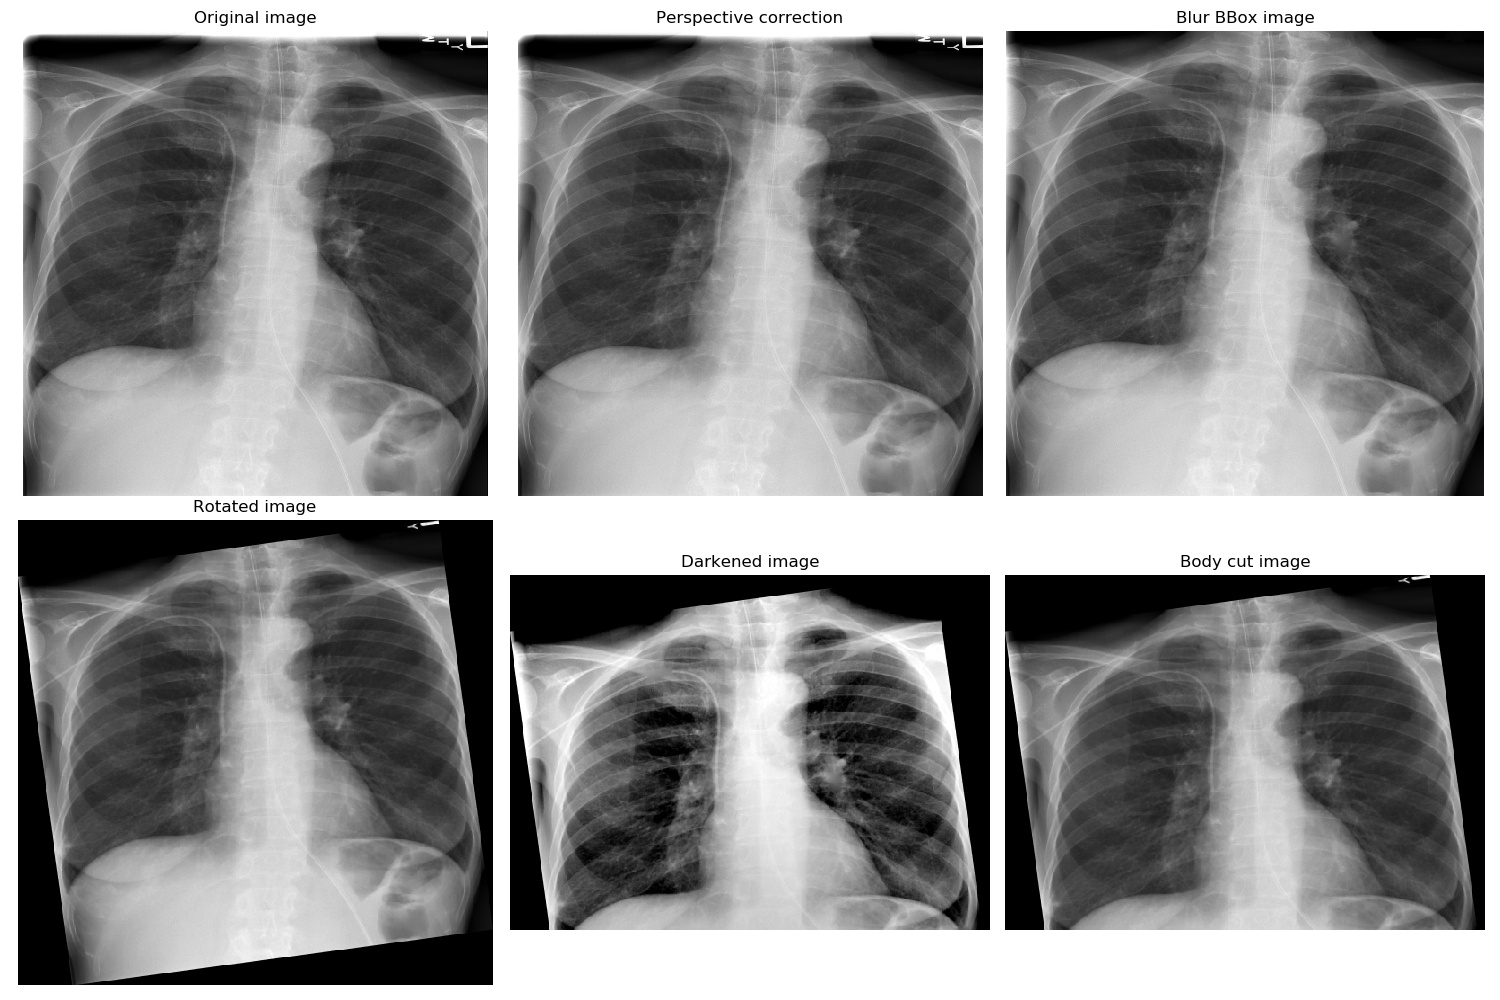 Original image
Perspective correction
Blur BBox image
Rotated image
Darkened image
Body cut image